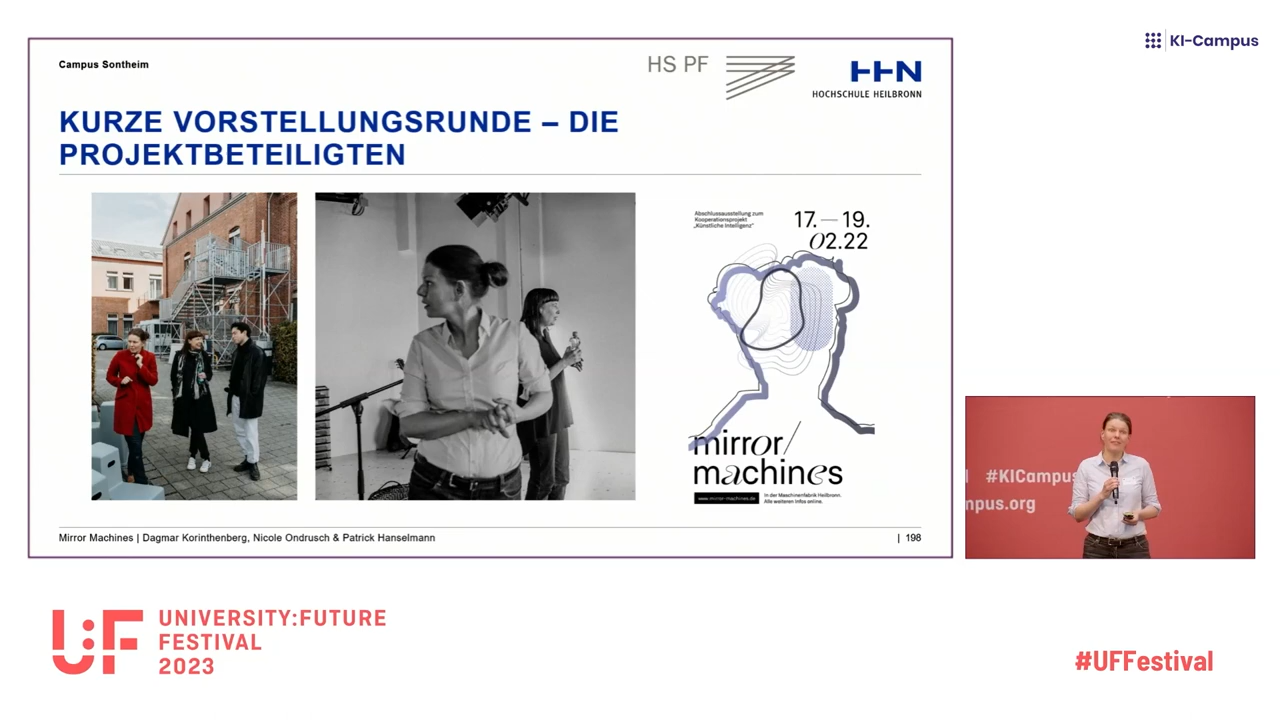 KI-Campus
Campus Sontheim
HS PF
HHN
HOCHSCHULE HEILBRONN
KURZE VORSTELLUNGSRUNDE – DIE
PROJEKTBETEILIGTEN
Abschlussausstellung zum
Kooperationsprojekt
„Künstliche Intelligenz"
17. — 19.
02.22
mirror/
machines
www.mirror-machines.de
In der Maschinenfabrik Heilbronn.
Alle weiteren Infos online.
#KICampus
mpus.org
Mirror Machines | Dagmar Korinthenberg, Nicole Ondrusch & Patrick Hanselmann
| 198
U:F
UNIVERSITY:FUTURE
FESTIVAL
2023
#UFFestival